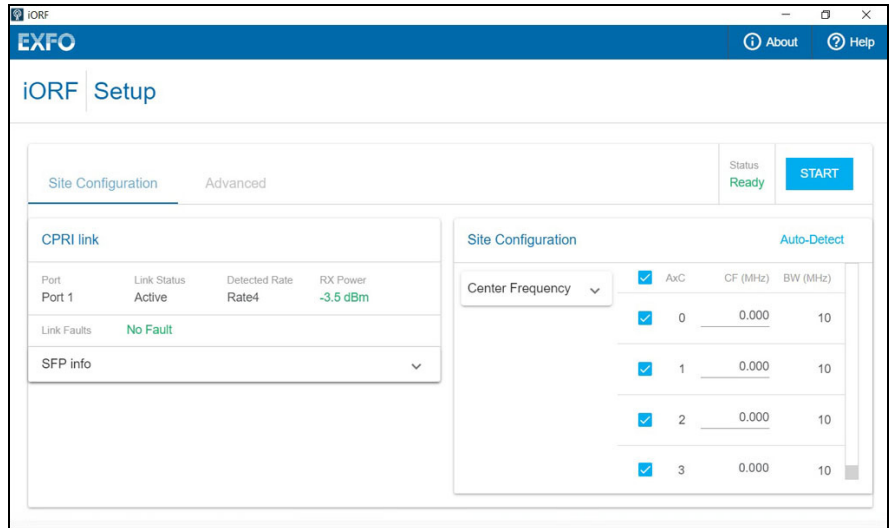 iORF
EXFO
About
Help
iORF Setup
Site Configuration
Advanced
Status
Ready
START
CPRI link
Port
Link Status
Detected Rate
RX Power
Port 1
Active
Rate4
-3.5 dBm
Link Faults
No Fault
SFP info
Site Configuration
Auto-Detect
Center Frequency
AxC CF (MHz) BW (MHz)
0 0.000 10
1 0.000 10
2 0.000 10
3 0.000 10